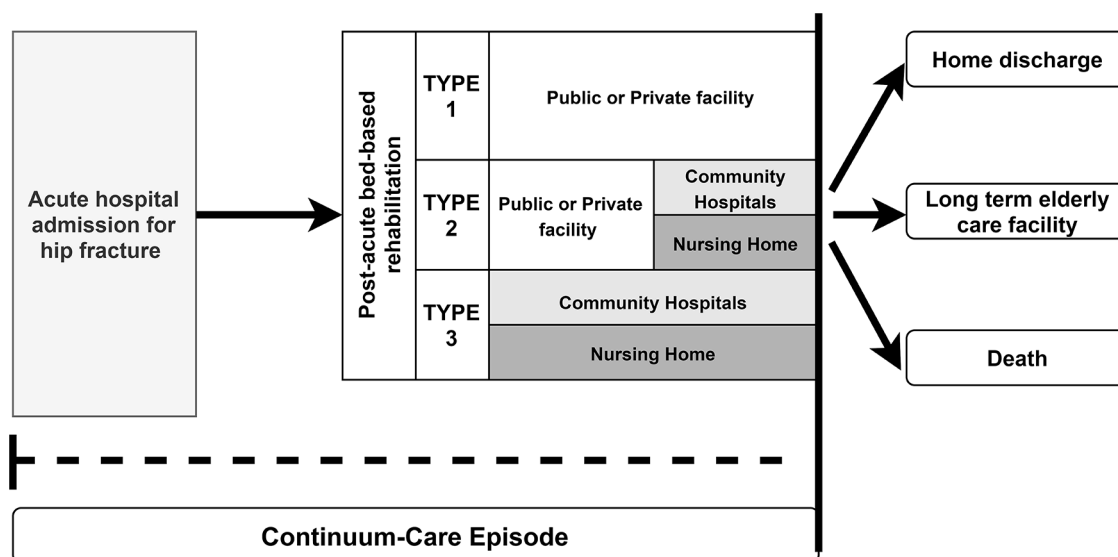 Acute hospital
admission for
hip fracture
Post-acute bed-based
rehabilitation
TYPE
1
Public or Private facility
TYPE
2
Public or Private
facility
Community
Hospitals
Nursing Home
TYPE
3
Community Hospitals
Nursing Home
Home discharge
Long term elderly
care facility
Death
Continuum-Care Episode